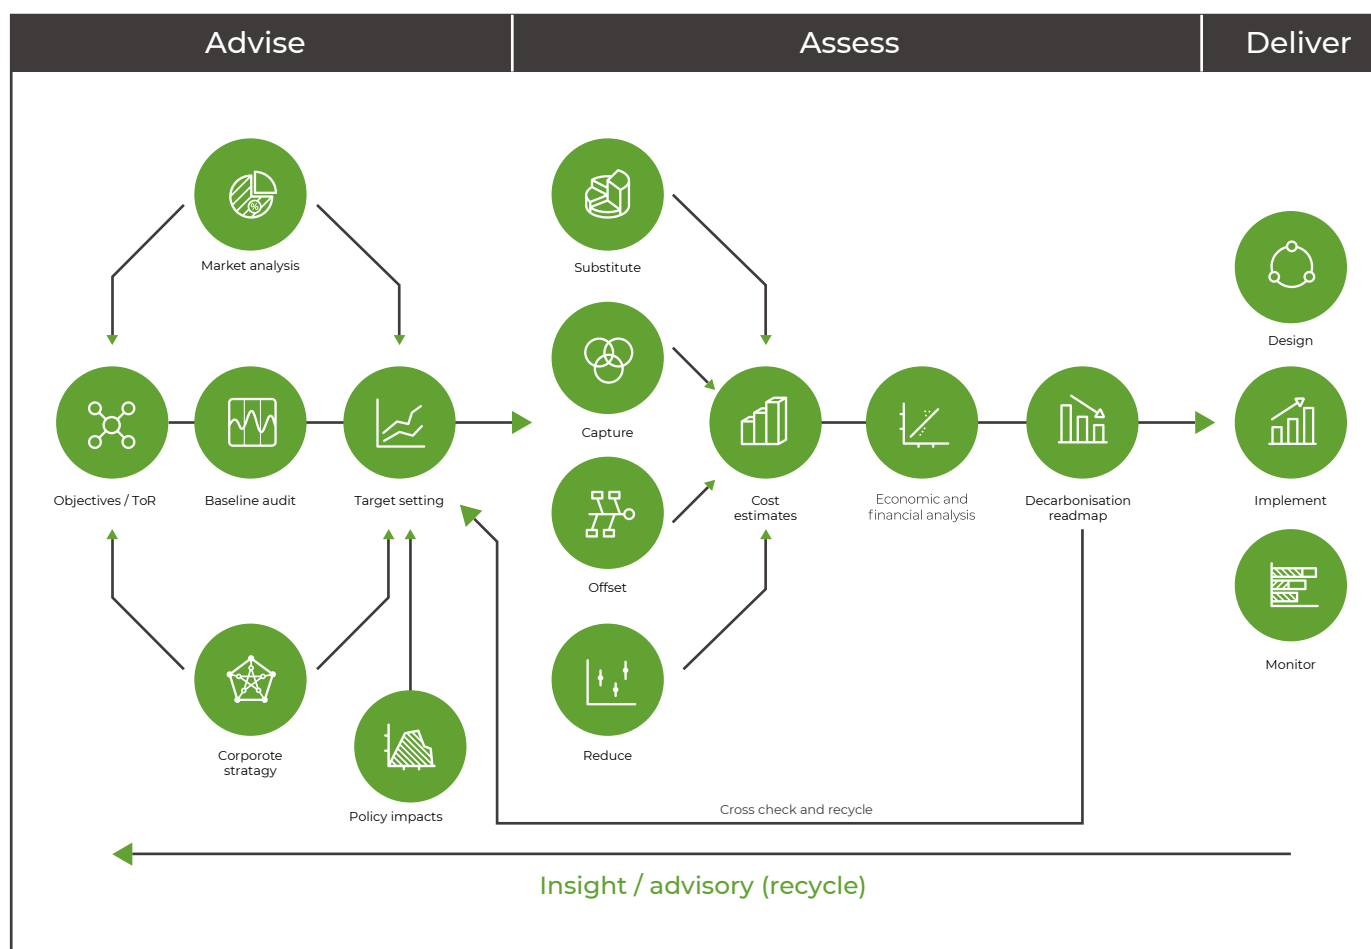 Advise
Assess
Deliver
Market analysis
Objectives / ToR
Baseline audit
Target setting
Corporote
stratagy
Policy impacts
Substitute
Capture
Offset
Reduce
Cost
estimates
Economic and
financial analysis
Decarbonisation
roadmap
Design
Implement
Monitor
Cross check and recycle
Insight / advisory (recycle)
%